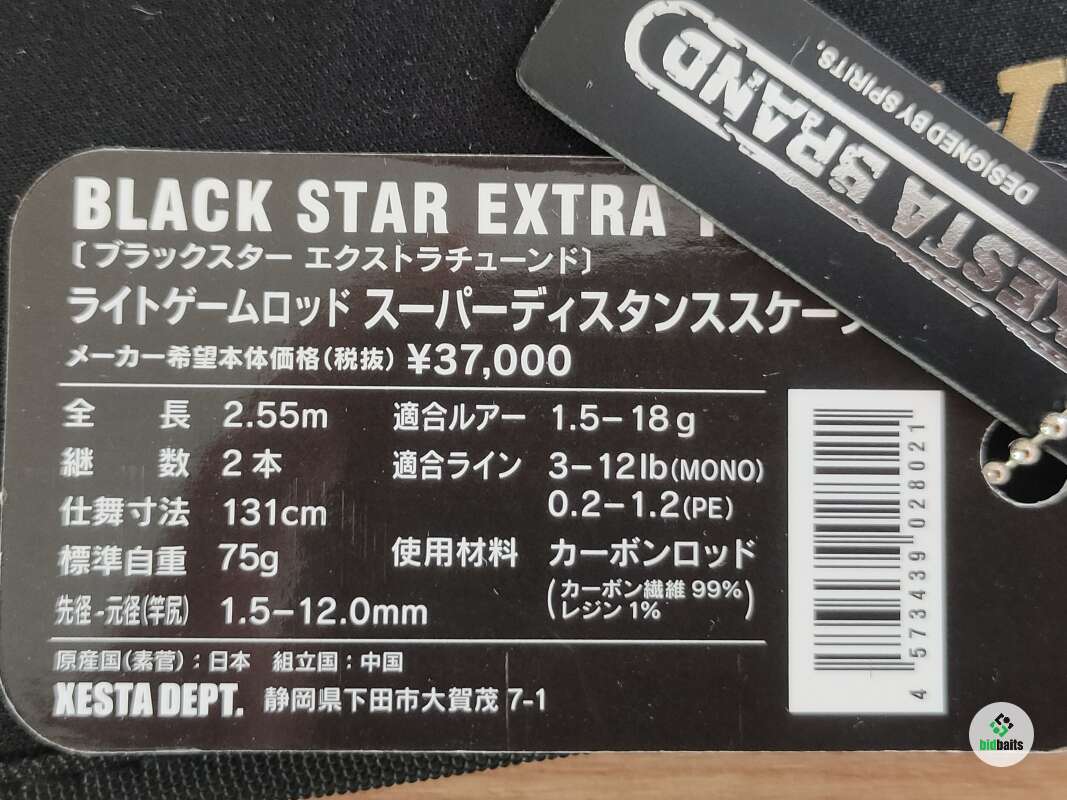 BLACK STAR EXTRA
〔ブラックスター エクストラチューンド〕
ライトゲームロッド スーパーディスタンススケー
メーカー希望本体価格(税抜) ¥37,000
全長 2.55m 適合ルアー 1.5−18g
継数 2本 適合ライン 3−12lb(MONO)
0.2−1.2(PE)
仕舞寸法 131cm
標準自重 75g 使用材料 カーボンロッド
(カーボン繊維 99%
レジン 1%)
先径-元径(竿尻) 1.5−12.0mm
原産国(素菅):日本 組立国:中国
XESTA DEPT. 静岡県下田市大賀茂 7-1
4 573439 028021
XESTA BRAND
DESIGNED BY SPIRITS.
bidbaits